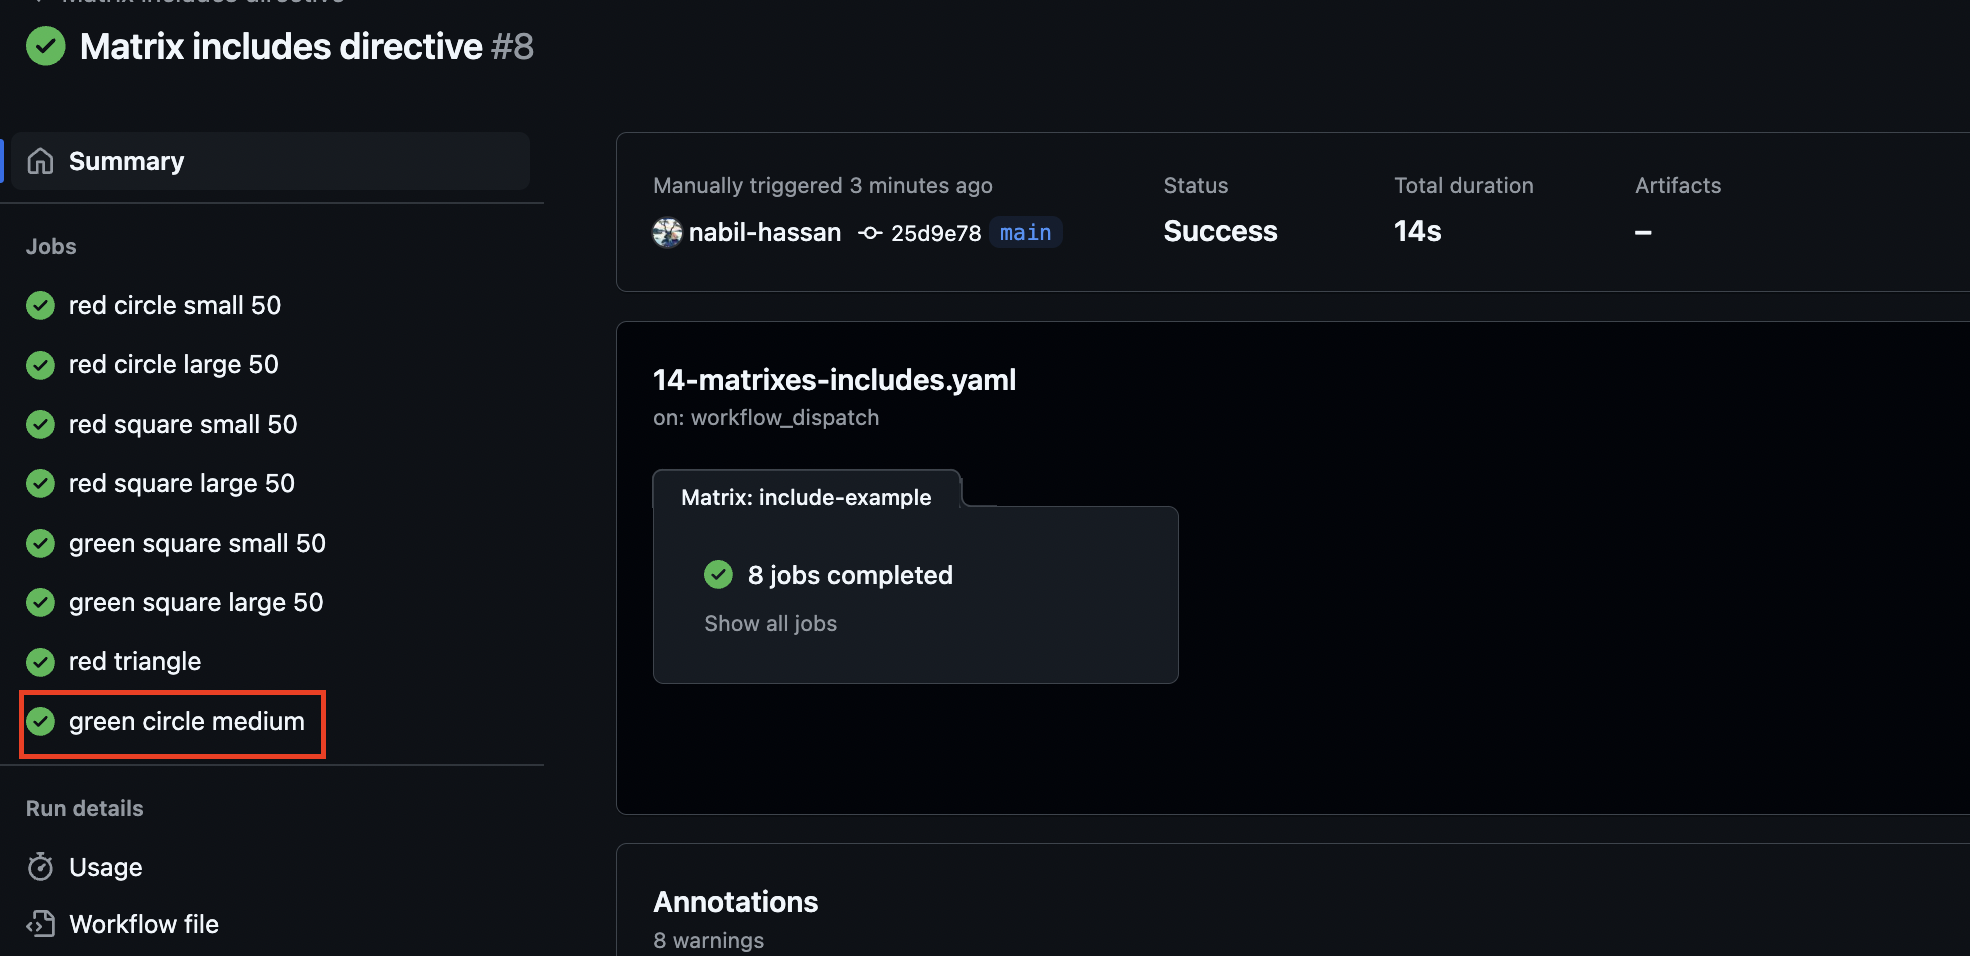 Matrix includes directive
Matrix includes directive #8
Summary
Jobs
red circle small 50
red circle large 50
red square small 50
red square large 50
green square small 50
green square large 50
red triangle
green circle medium
Run details
Usage
Workflow file
Manually triggered 3 minutes ago
nabil-hassan 25d9e78 main
Status
Success
Total duration
14s
Artifacts
–
14-matrixes-includes.yaml
on: workflow_dispatch
Matrix: include-example
8 jobs completed
Show all jobs
Annotations
8 warnings